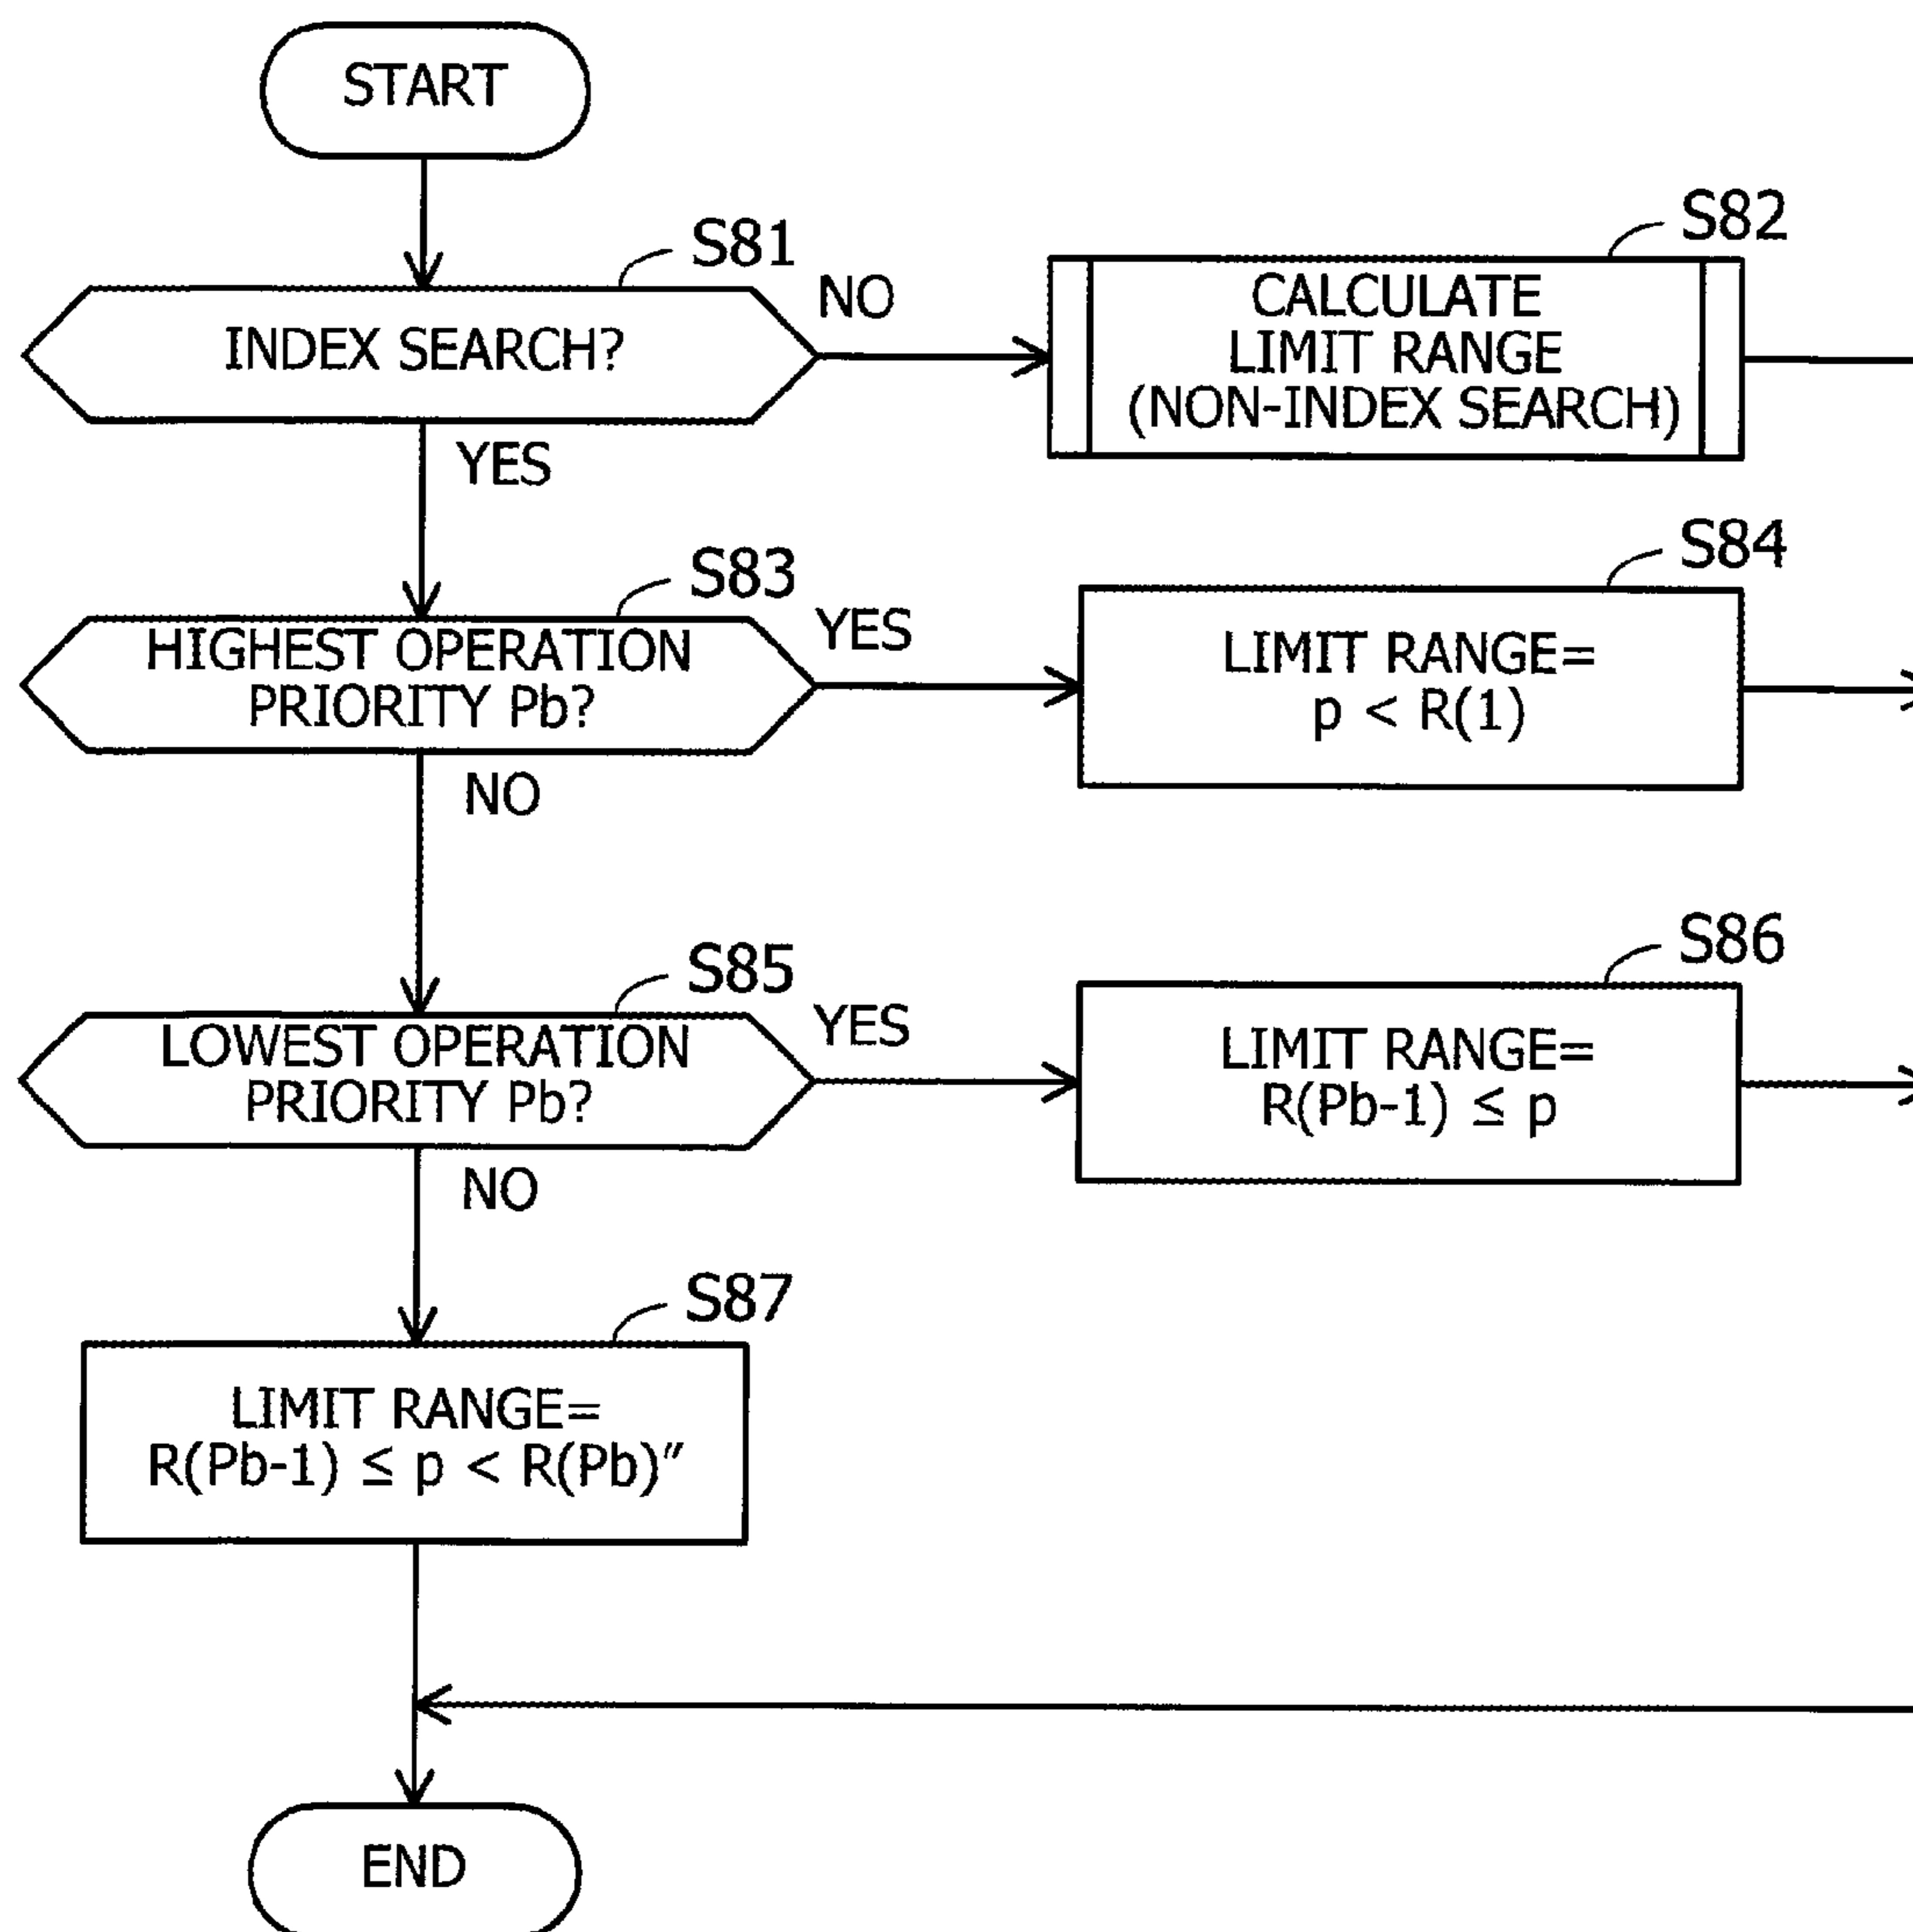 START
S81
INDEX SEARCH?
NO
YES
S82
CALCULATE
LIMIT RANGE
(NON-INDEX SEARCH)
S83
HIGHEST OPERATION
PRIORITY Pb?
YES
NO
S84
LIMIT RANGE=
p < R(1)
S85
LOWEST OPERATION
PRIORITY Pb?
YES
NO
S86
LIMIT RANGE=
R(Pb-1) ≤ p
S87
LIMIT RANGE=
R(Pb-1) ≤ p < R(Pb)″
END